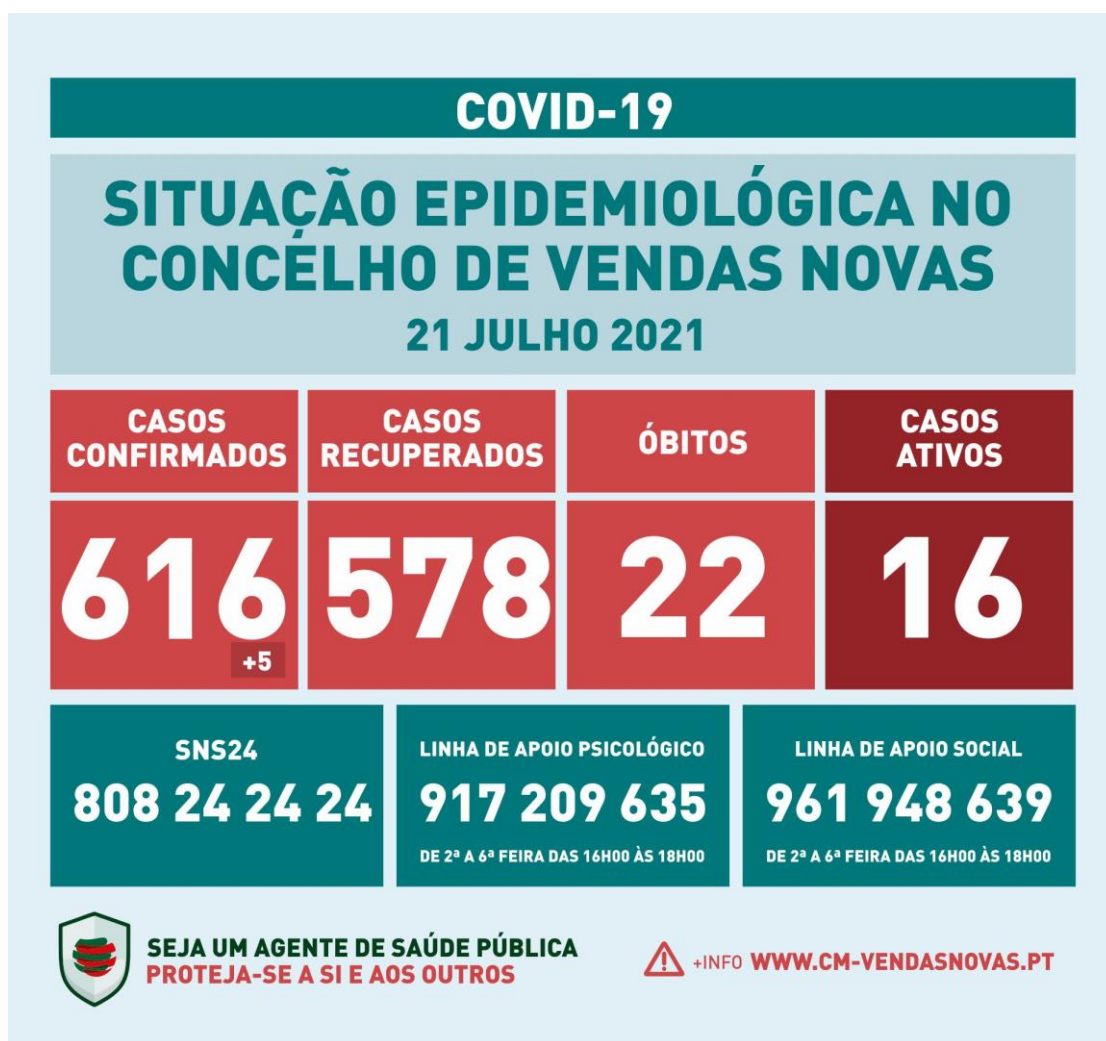 COVID-19
SITUAÇÃO EPIDEMIOLÓGICA NO
CONCELHO DE VENDAS NOVAS
21 JULHO 2021
CASOS
CONFIRMADOS
616
+5
CASOS
RECUPERADOS
578
ÓBITOS
22
CASOS
ATIVOS
16
SNS24
808 24 24 24
LINHA DE APOIO PSICOLÓGICO
917 209 635
DE 2ª A 6ª FEIRA DAS 16H00 ÀS 18H00
LINHA DE APOIO SOCIAL
961 948 639
DE 2ª A 6ª FEIRA DAS 16H00 ÀS 18H00
SEJA UM AGENTE DE SAÚDE PÚBLICA
PROTEJA-SE A SI E AOS OUTROS
+INFO WWW.CM-VENDASNOVAS.PT